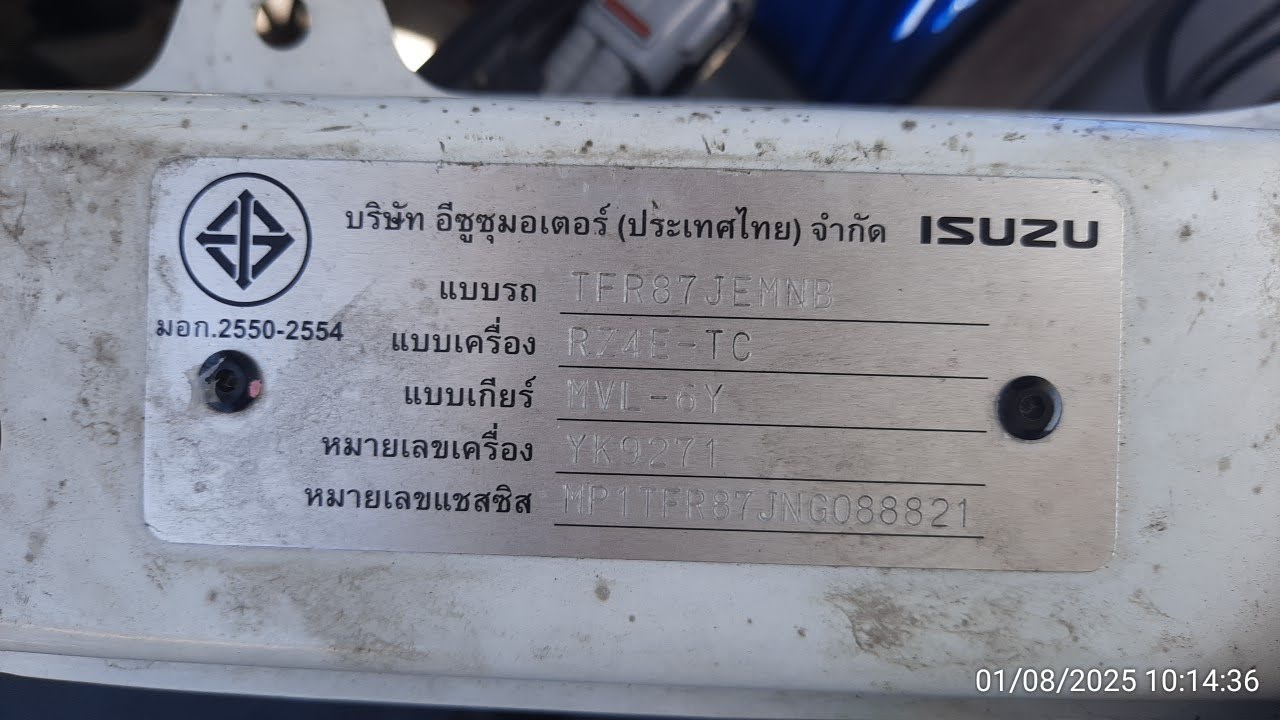 บริษัท อีซูซุมอเตอร์ (ประเทศไทย) จำกัด ISUZU
แบบรถ TFR87JEMNB
มอก.2550-2554
แบบเครื่อง RZ4E-TC
แบบเกียร์ MVL-6Y
หมายเลขเครื่อง YK9271
หมายเลขแชสซิส MP1TFR87JNG088821
01/08/2025 10:14:36